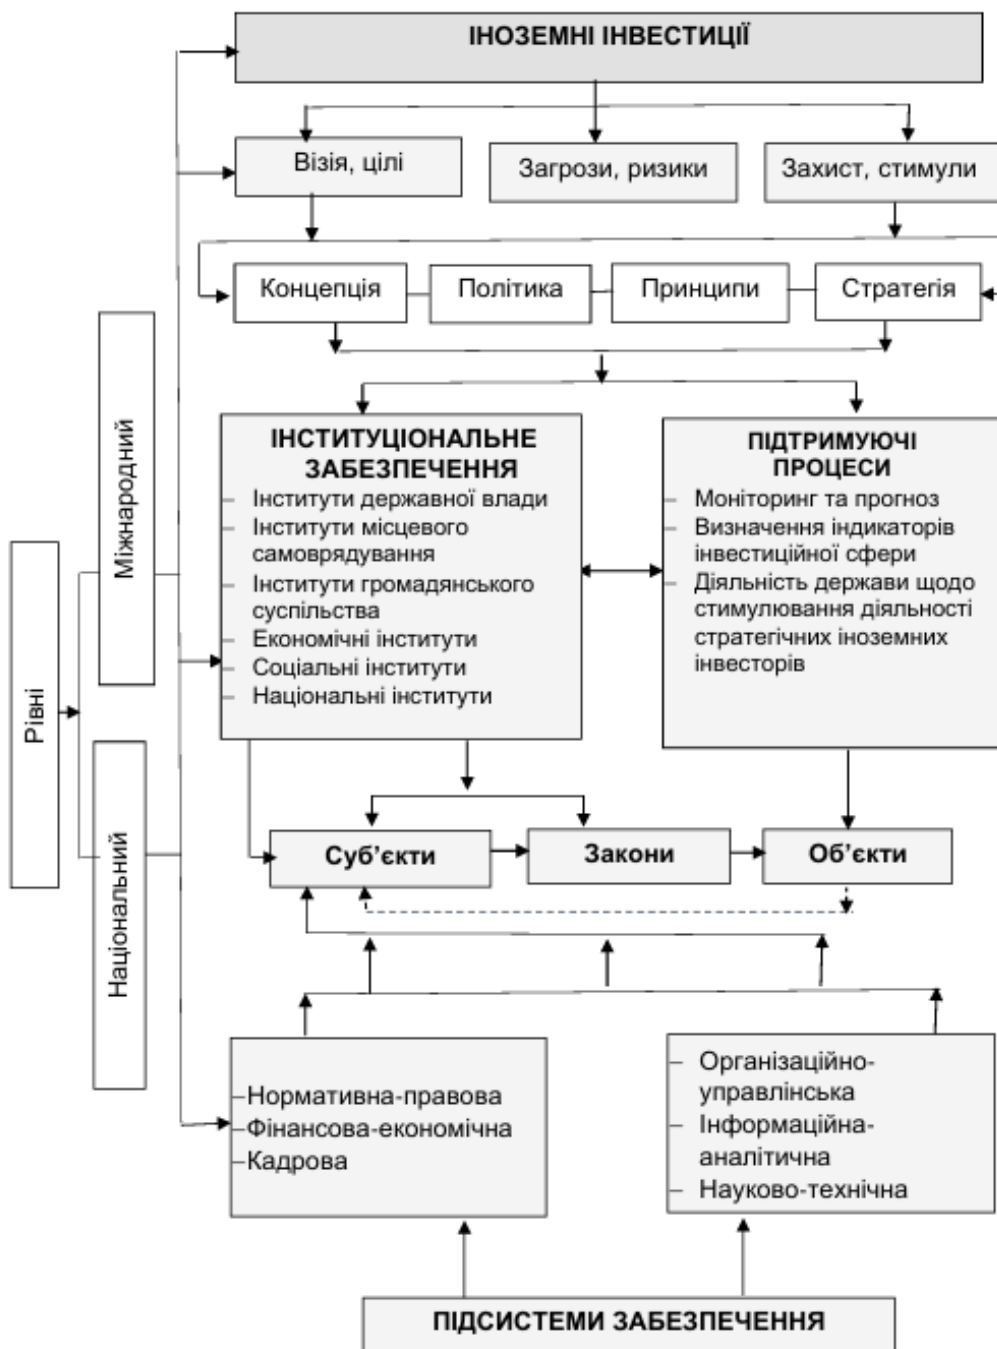 ІНОЗЕМНІ ІНВЕСТИЦІЇ
Візія, цілі
Загрози, ризики
Захист, стимули
Концепція
Політика
Принципи
Стратегія
Рівні
Міжнародний
Національний
ІНСТИТУЦІОНАЛЬНЕ
ЗАБЕЗПЕЧЕННЯ
– Інститути державної влади
– Інститути місцевого
самоврядування
– Інститути громадянського
суспільства
– Економічні інститути
– Соціальні інститути
– Національні інститути
ПІДТРИМУЮЧІ
ПРОЦЕСИ
– Моніторинг та прогноз
– Визначення індикаторів
інвестиційної сфери
– Діяльність держави щодо
стимулювання діяльності
стратегічних іноземних
інвесторів
Суб’єкти
Закони
Об’єкти
– Нормативна-правова
– Фінансова-економічна
– Кадрова
– Організаційно-
управлінська
– Інформаційна-
аналітична
– Науково-технічна
ПІДСИСТЕМИ ЗАБЕЗПЕЧЕННЯ